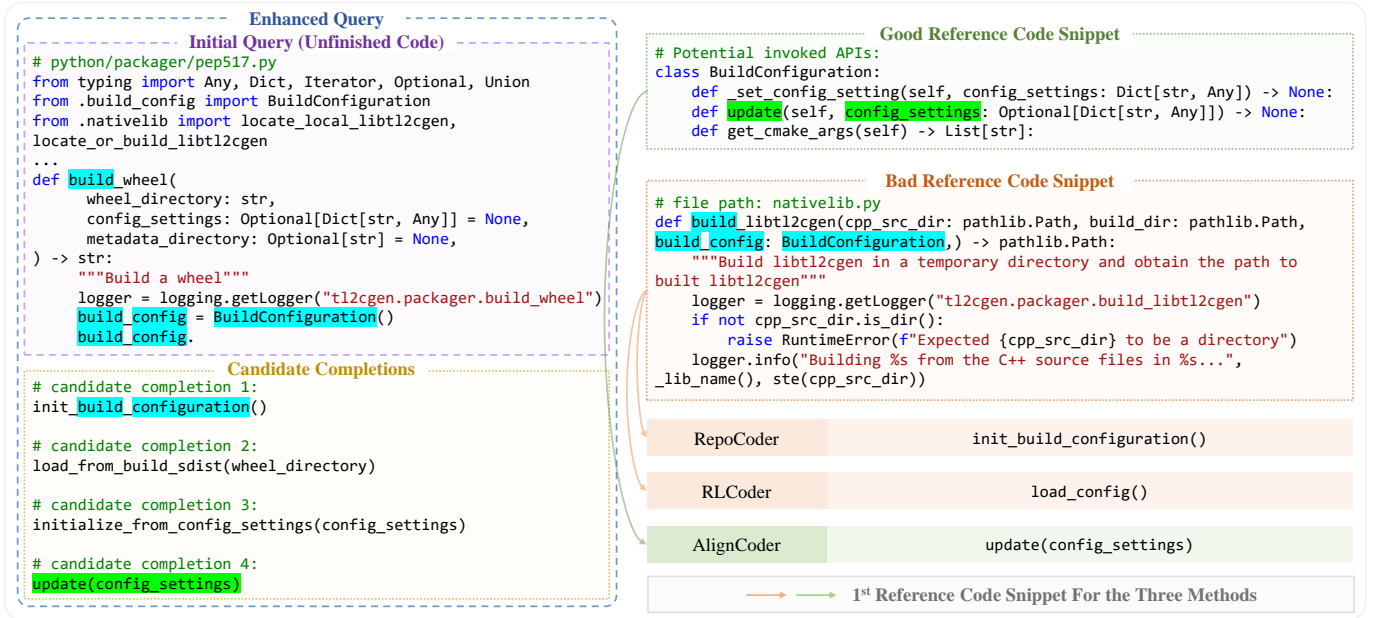 Enhanced Query
Initial Query (Unfinished Code)
# python/packager/pep517.py
from typing import Any, Dict, Iterator, Optional, Union
from .build_config import BuildConfiguration
from .nativelib import locate_local_libtl2cgen,
locate_or_build_libtl2cgen
...
def build_wheel(
wheel_directory: str,
config_settings: Optional[Dict[str, Any]] = None,
metadata_directory: Optional[str] = None,
) -> str:
"""Build a wheel"""
logger = logging.getLogger("tl2cgen.packager.build_wheel")
build_config = BuildConfiguration()
build_config.
Candidate Completions
# candidate completion 1:
init_build_configuration()
# candidate completion 2:
load_from_build_sdist(wheel_directory)
# candidate completion 3:
initialize_from_config_settings(config_settings)
# candidate completion 4:
update(config_settings)
Good Reference Code Snippet
# Potential invoked APIs:
class BuildConfiguration:
def _set_config_setting(self, config_settings: Dict[str, Any]) -> None:
def update(self, config_settings: Optional[Dict[str, Any]]) -> None:
def get_cmake_args(self) -> List[str]:
Bad Reference Code Snippet
# file path: nativelib.py
def build_libtl2cgen(cpp_src_dir: pathlib.Path, build_dir: pathlib.Path,
build_config: BuildConfiguration,) -> pathlib.Path:
"""Build libtl2cgen in a temporary directory and obtain the path to
built libtl2cgen"""
logger = logging.getLogger("tl2cgen.packager.build_libtl2cgen")
if not cpp_src_dir.is_dir():
raise RuntimeError(f"Expected {cpp_src_dir} to be a directory")
logger.info("Building %s from the C++ source files in %s...",
_lib_name(), ste(cpp_src_dir))
RepoCoder init_build_configuration()
RLCoder load_config()
AlignCoder update(config_settings)
1st Reference Code Snippet For the Three Methods